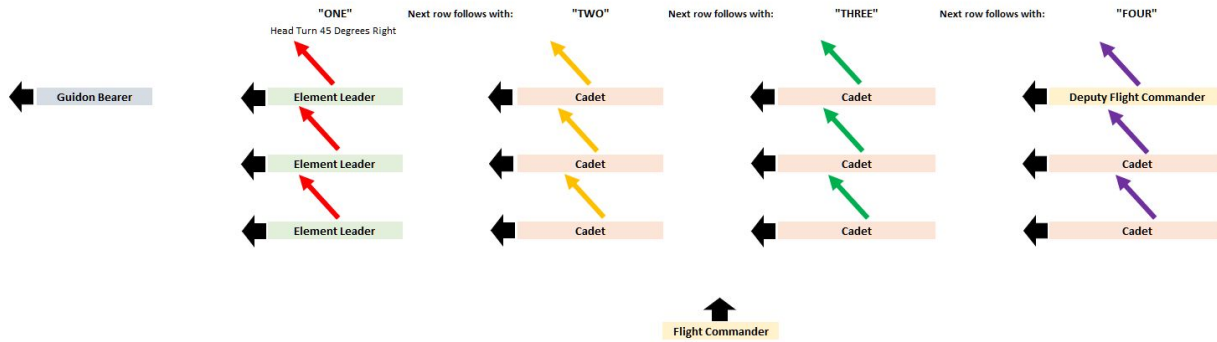 "ONE" Next row follows with: "TWO" Next row follows with: "THREE" Next row follows with: "FOUR"
Head Turn 45 Degrees Right
Guidon Bearer Element Leader Cadet Cadet Deputy Flight Commander
Element Leader Cadet Cadet Cadet
Element Leader Cadet Cadet Cadet
Flight Commander